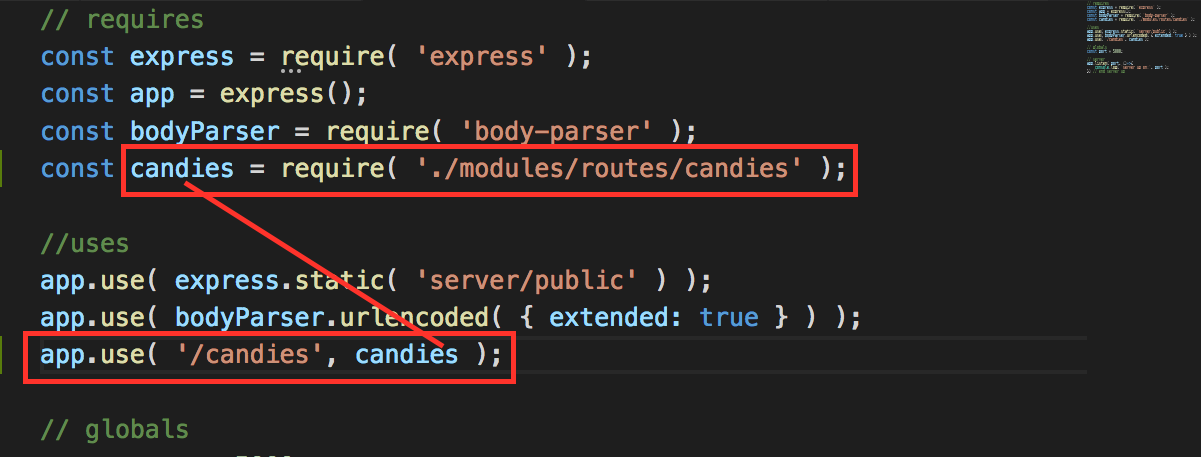 // requires
const express = require( 'express' );
const app = express();
const bodyParser = require( 'body-parser' );
const candies = require( './modules/routes/candies' );
//uses
app.use( express.static( 'server/public' ) );
app.use( bodyParser.urlencoded( { extended: true } ) );
app.use( '/candies', candies );
// globals